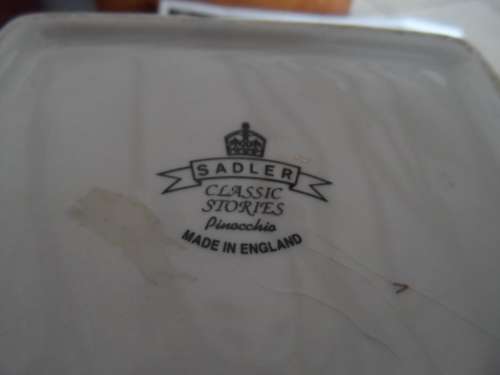 SADLER
CLASSIC
STORIES
Pinocchio
MADE IN ENGLAND